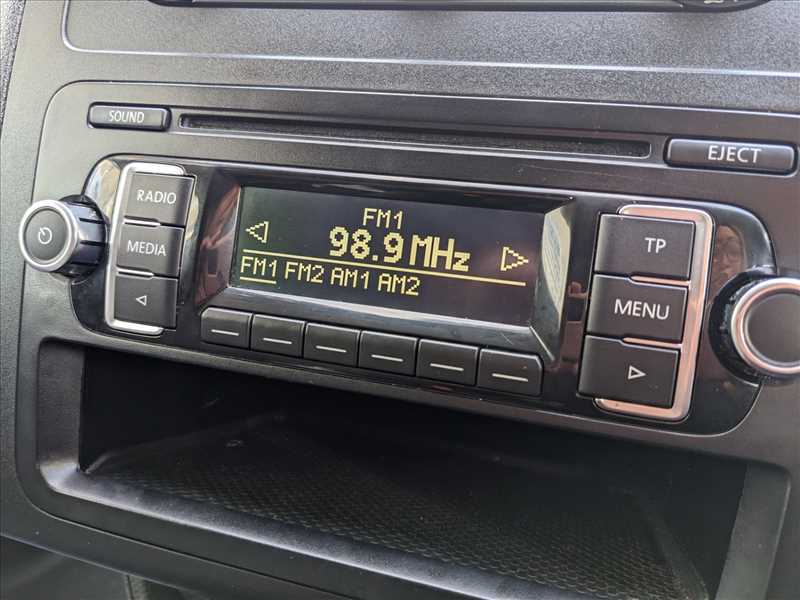 SOUND
EJECT
RADIO
MEDIA
TP
MENU
FM1
98.9 MHz
FM1 FM2 AM1 AM2